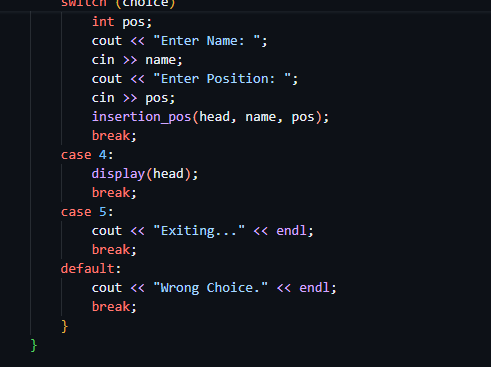 switch (choice)
int pos;
cout << "Enter Name: ";
cin >> name;
cout << "Enter Position: ";
cin >> pos;
insertion_pos(head, name, pos);
break;
case 4:
display(head);
break;
case 5:
cout << "Exiting..." << endl;
break;
default:
cout << "Wrong Choice." << endl;
break;
}
}